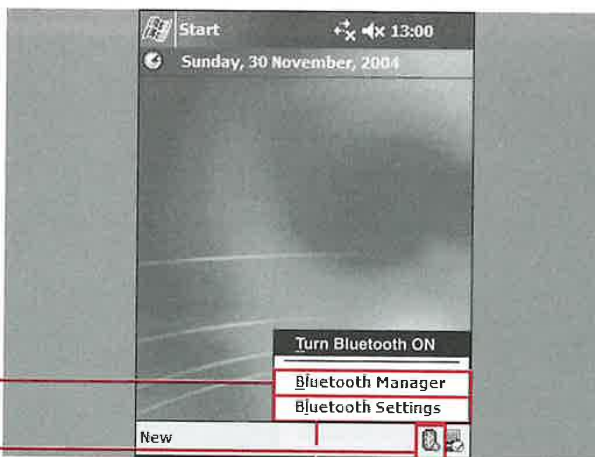 Start 13:00
Sunday, 30 November, 2004
Turn Bluetooth ON
Bluetooth Manager
Bluetooth Settings
New